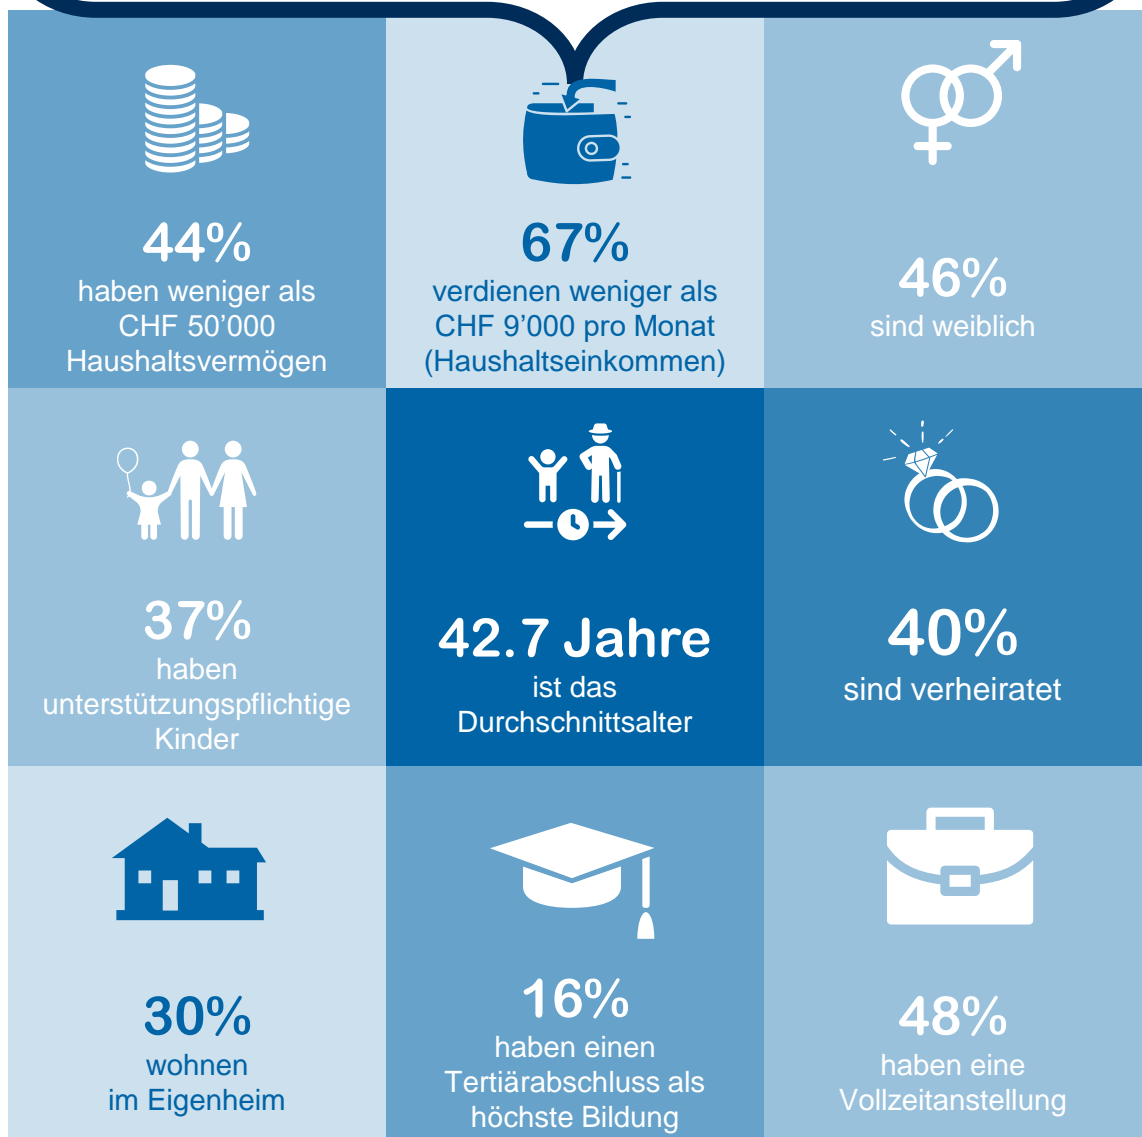 44%
haben weniger als
CHF 50’000
Haushaltsvermögen
67%
verdienen weniger als
CHF 9’000 pro Monat
(Haushaltseinkommen)
46%
sind weiblich
37%
haben
unterstützungspflichtige
Kinder
42.7 Jahre
ist das
Durchschnittsalter
40%
sind verheiratet
30%
wohnen
im Eigenheim
16%
haben einen
Tertiärabschluss als
höchste Bildung
48%
haben eine
Vollzeitanstellung